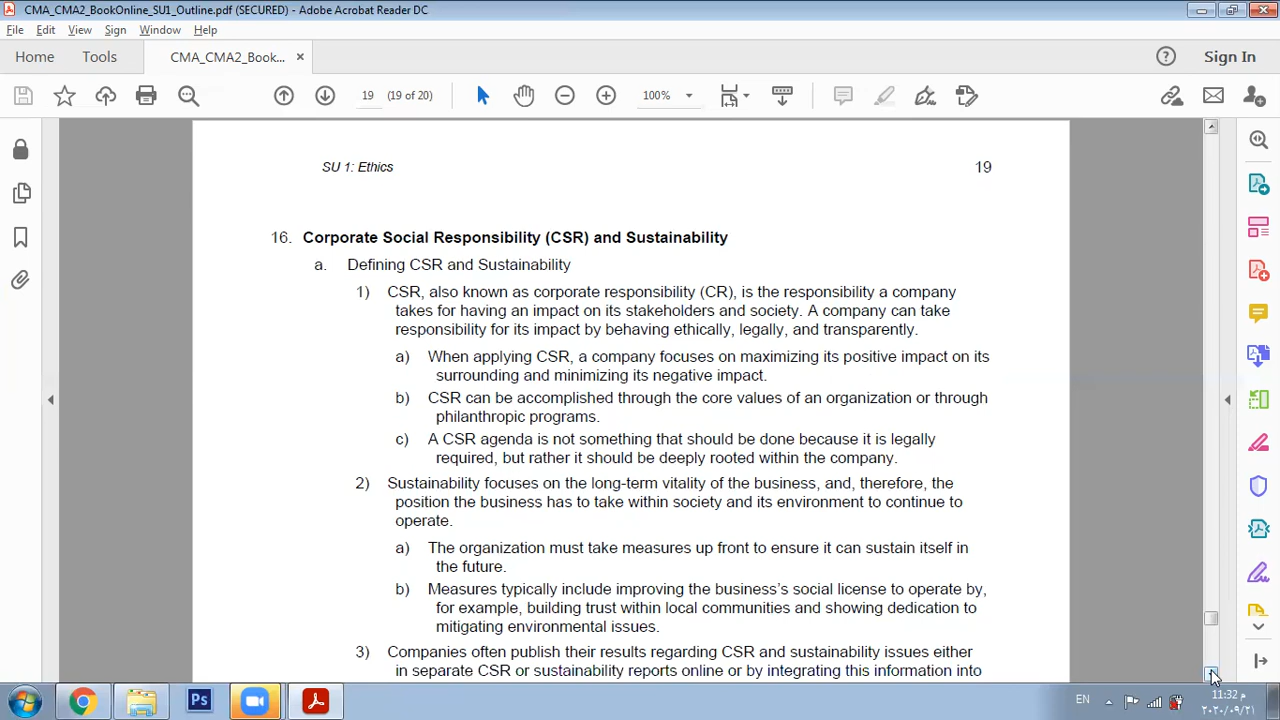 CMA_CMA2_BookOnline_SU1_Outline.pdf (SECURED) - Adobe Acrobat Reader DC
File Edit View Sign Window Help
Home Tools CMA_CMA2_Book... ×
Sign In
19 (19 of 20) 100%
SU 1: Ethics 19
16. Corporate Social Responsibility (CSR) and Sustainability
a. Defining CSR and Sustainability
1) CSR, also known as corporate responsibility (CR), is the responsibility a company
takes for having an impact on its stakeholders and society. A company can take
responsibility for its impact by behaving ethically, legally, and transparently.
a) When applying CSR, a company focuses on maximizing its positive impact on its
surrounding and minimizing its negative impact.
b) CSR can be accomplished through the core values of an organization or through
philanthropic programs.
c) A CSR agenda is not something that should be done because it is legally
required, but rather it should be deeply rooted within the company.
2) Sustainability focuses on the long-term vitality of the business, and, therefore, the
position the business has to take within society and its environment to continue to
operate.
a) The organization must take measures up front to ensure it can sustain itself in
the future.
b) Measures typically include improving the business's social license to operate by,
for example, building trust within local communities and showing dedication to
mitigating environmental issues.
3) Companies often publish their results regarding CSR and sustainability issues either
in separate CSR or sustainability reports online or by integrating this information into
Ps
EN
11:32 م
٢٠٢٠/٠٩/٢١